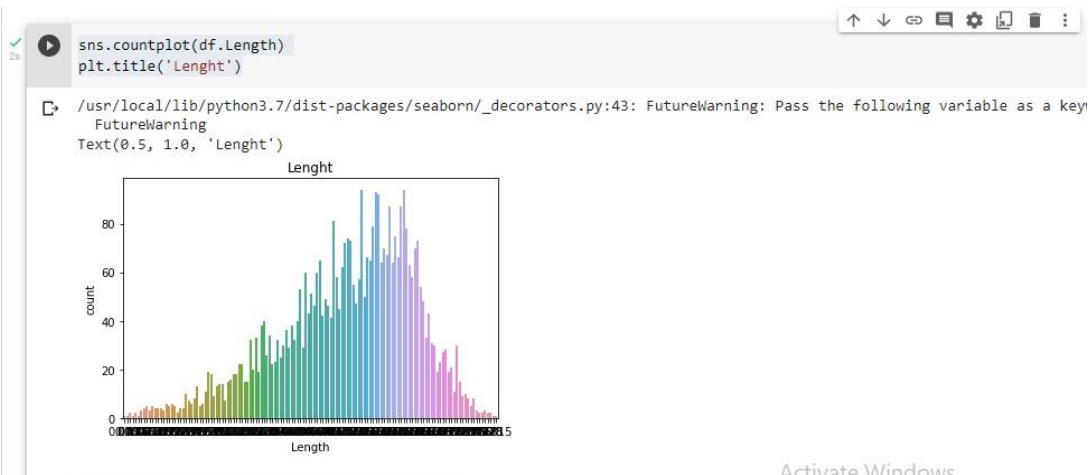 2s
sns.countplot(df.Length)
plt.title('Lenght')
/usr/local/lib/python3.7/dist-packages/seaborn/_decorators.py:43: FutureWarning: Pass the following variable as a key
FutureWarning
Text(0.5, 1.0, 'Lenght')
Lenght
80
60
40
20
0
count
Length
Activate Windows